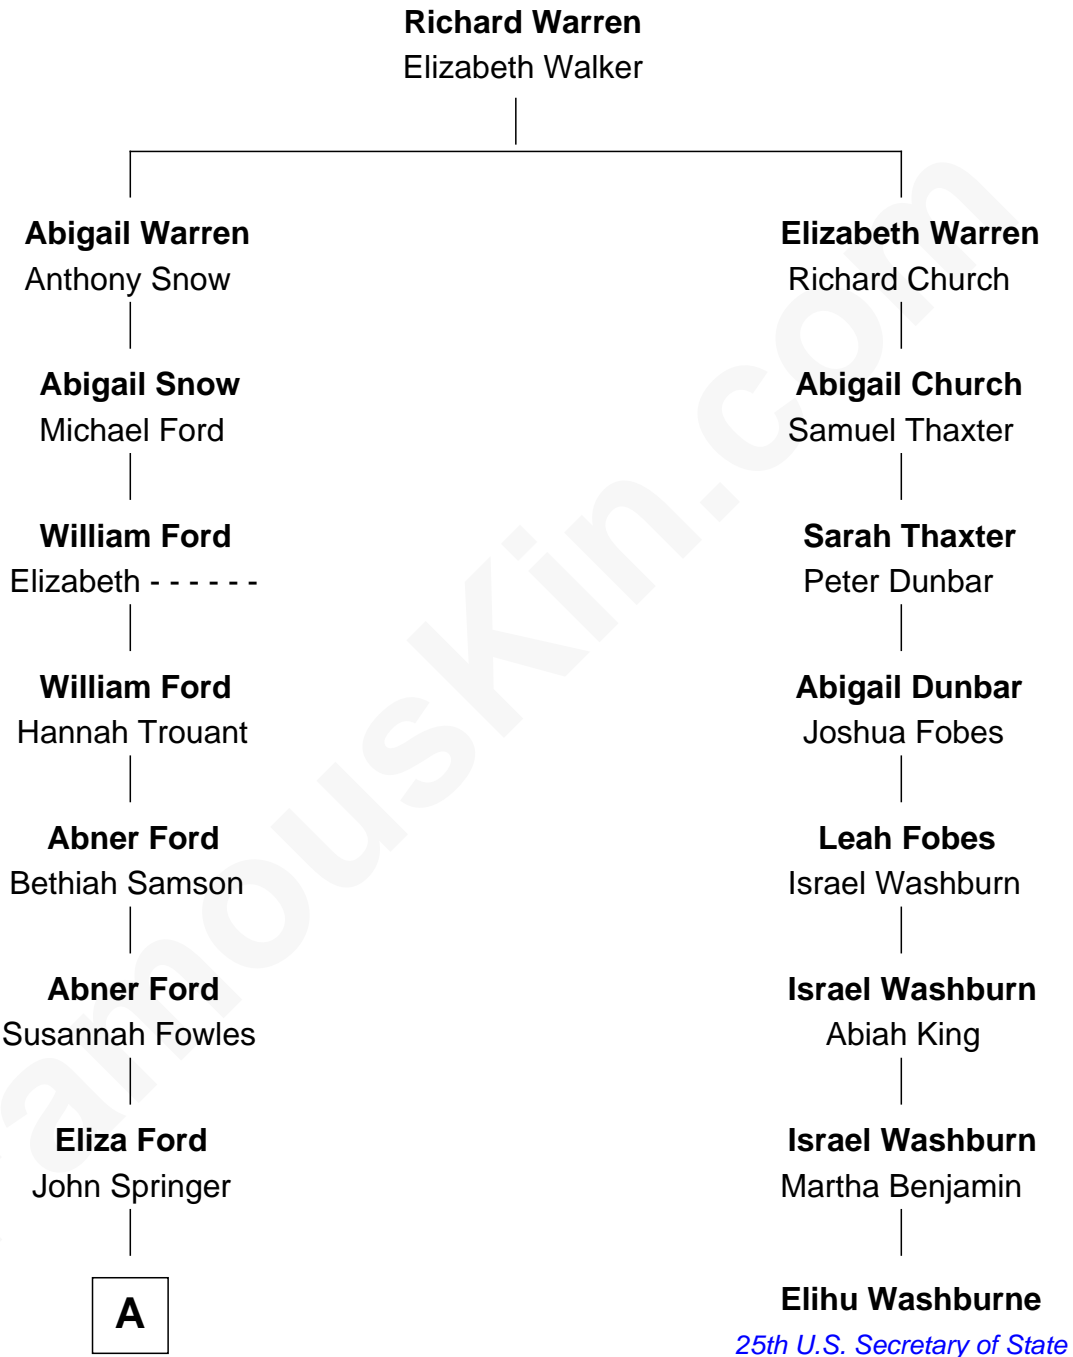 Richard Warren
Elizabeth Walker
Abigail Warren
Anthony Snow
Elizabeth Warren
Richard Church
Abigail Snow
Michael Ford
Abigail Church
Samuel Thaxter
William Ford
Elizabeth - - - - - -
Sarah Thaxter
Peter Dunbar
William Ford
Hannah Trouant
Abigail Dunbar
Joshua Fobes
Abner Ford
Bethiah Samson
Leah Fobes
Israel Washburn
Abner Ford
Susannah Fowles
Israel Washburn
Abiah King
Eliza Ford
John Springer
Israel Washburn
Martha Benjamin
A
Elihu Washburne
25th U.S. Secretary of State
amouskin.com